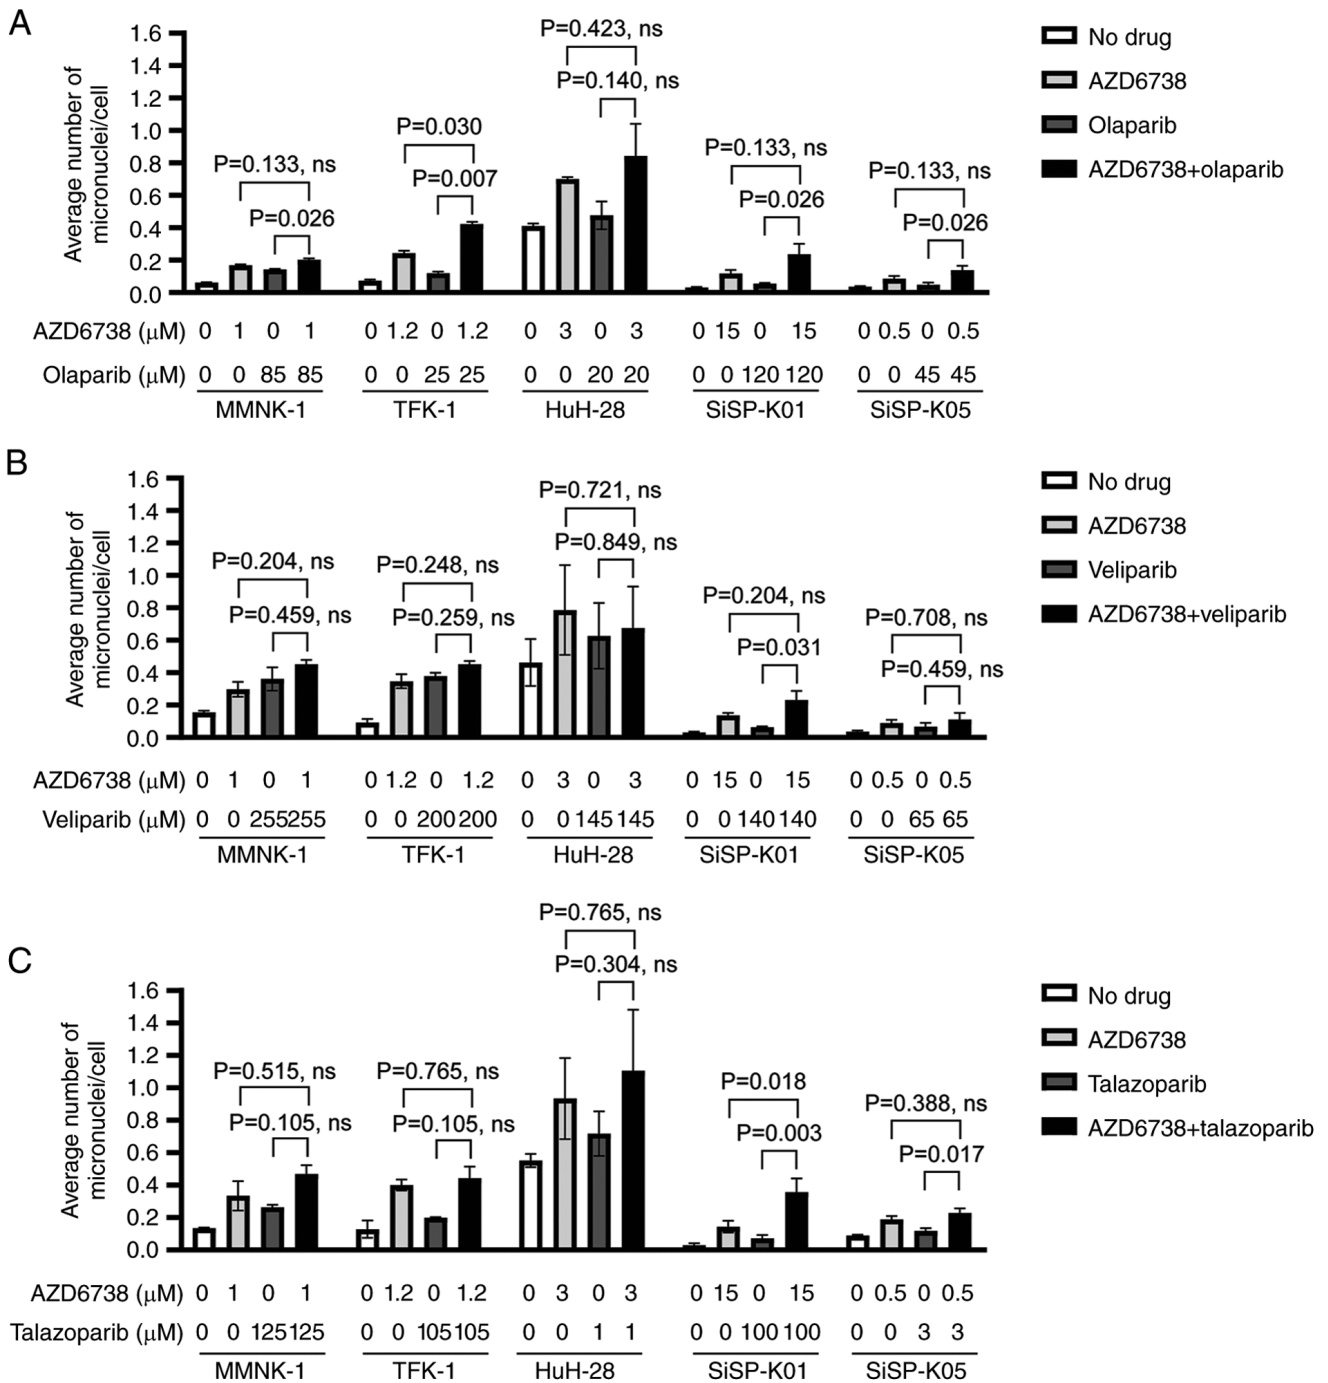 A
Average number of
micronuclei/cell
1.6
1.4
1.2
1.0
0.8
0.6
0.4
0.2
0.0
P=0.133, ns
P=0.026
P=0.030
P=0.007
P=0.423, ns
P=0.140, ns
P=0.133, ns
P=0.026
P=0.133, ns
P=0.026
No drug
AZD6738
Olaparib
AZD6738+olaparib
AZD6738 (μM) 0 1 0 1 0 1.2 0 1.2 0 3 0 3 0 15 0 15 0 0.5 0 0.5
Olaparib (μM) 0 0 85 85 0 0 25 25 0 0 20 20 0 0 120 120 0 0 45 45
MMNK-1 TFK-1 HuH-28 SiSP-K01 SiSP-K05
B
Average number of
micronuclei/cell
1.6
1.4
1.2
1.0
0.8
0.6
0.4
0.2
0.0
P=0.204, ns
P=0.459, ns
P=0.248, ns
P=0.259, ns
P=0.721, ns
P=0.849, ns
P=0.204, ns
P=0.031
P=0.708, ns
P=0.459, ns
No drug
AZD6738
Veliparib
AZD6738+veliparib
AZD6738 (μM) 0 1 0 1 0 1.2 0 1.2 0 3 0 3 0 15 0 15 0 0.5 0 0.5
Veliparib (μM) 0 0 255 255 0 0 200 200 0 0 145 145 0 0 140 140 0 0 65 65
MMNK-1 TFK-1 HuH-28 SiSP-K01 SiSP-K05
C
Average number of
micronuclei/cell
1.6
1.4
1.2
1.0
0.8
0.6
0.4
0.2
0.0
P=0.515, ns
P=0.105, ns
P=0.765, ns
P=0.105, ns
P=0.765, ns
P=0.304, ns
P=0.018
P=0.003
P=0.388, ns
P=0.017
No drug
AZD6738
Talazoparib
AZD6738+talazoparib
AZD6738 (μM) 0 1 0 1 0 1.2 0 1.2 0 3 0 3 0 15 0 15 0 0.5 0 0.5
Talazoparib (μM) 0 0 125 125 0 0 105 105 0 0 1 1 0 0 100 100 0 0 3 3
MMNK-1 TFK-1 HuH-28 SiSP-K01 SiSP-K05